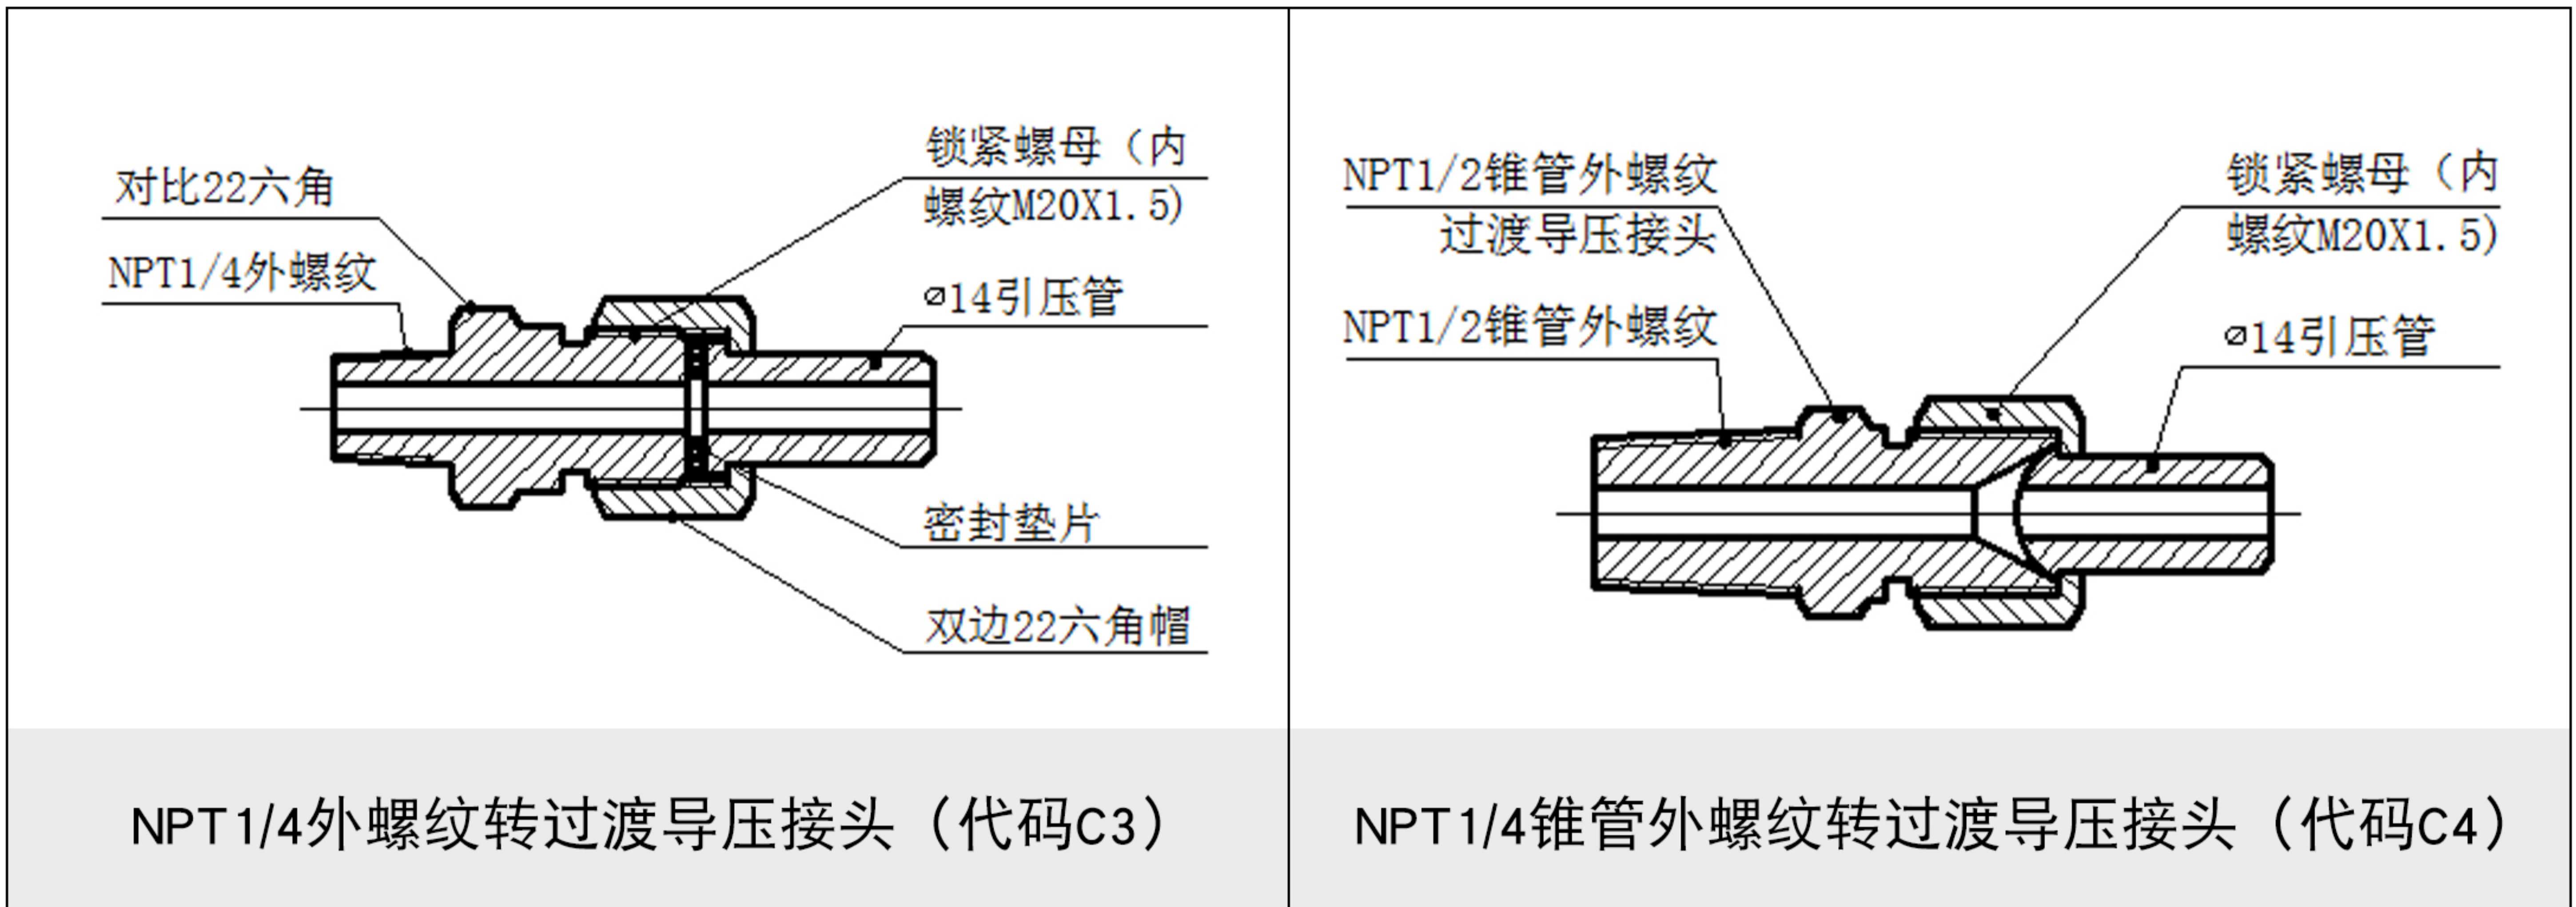 对比22六角
NPT1/4外螺纹
锁紧螺母（内
螺纹M20X1.5)
⌀14引压管
密封垫片
双边22六角帽
NPT1/4外螺纹转过渡导压接头（代码C3）
NPT1/2锥管外螺纹
过渡导压接头
NPT1/2锥管外螺纹
锁紧螺母（内
螺纹M20X1.5)
⌀14引压管
NPT1/4锥管外螺纹转过渡导压接头（代码C4）